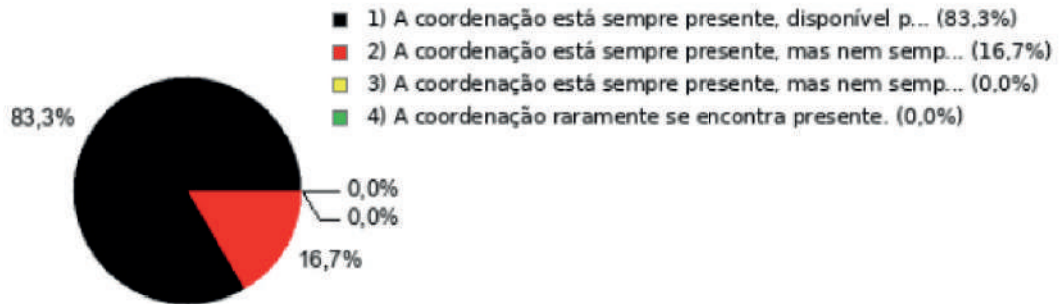 1) A coordenação está sempre presente, disponível p... (83,3%)
2) A coordenação está sempre presente, mas nem semp... (16,7%)
3) A coordenação está sempre presente, mas nem semp... (0,0%)
4) A coordenação raramente se encontra presente. (0,0%)
83,3%
0,0%
0,0%
16,7%